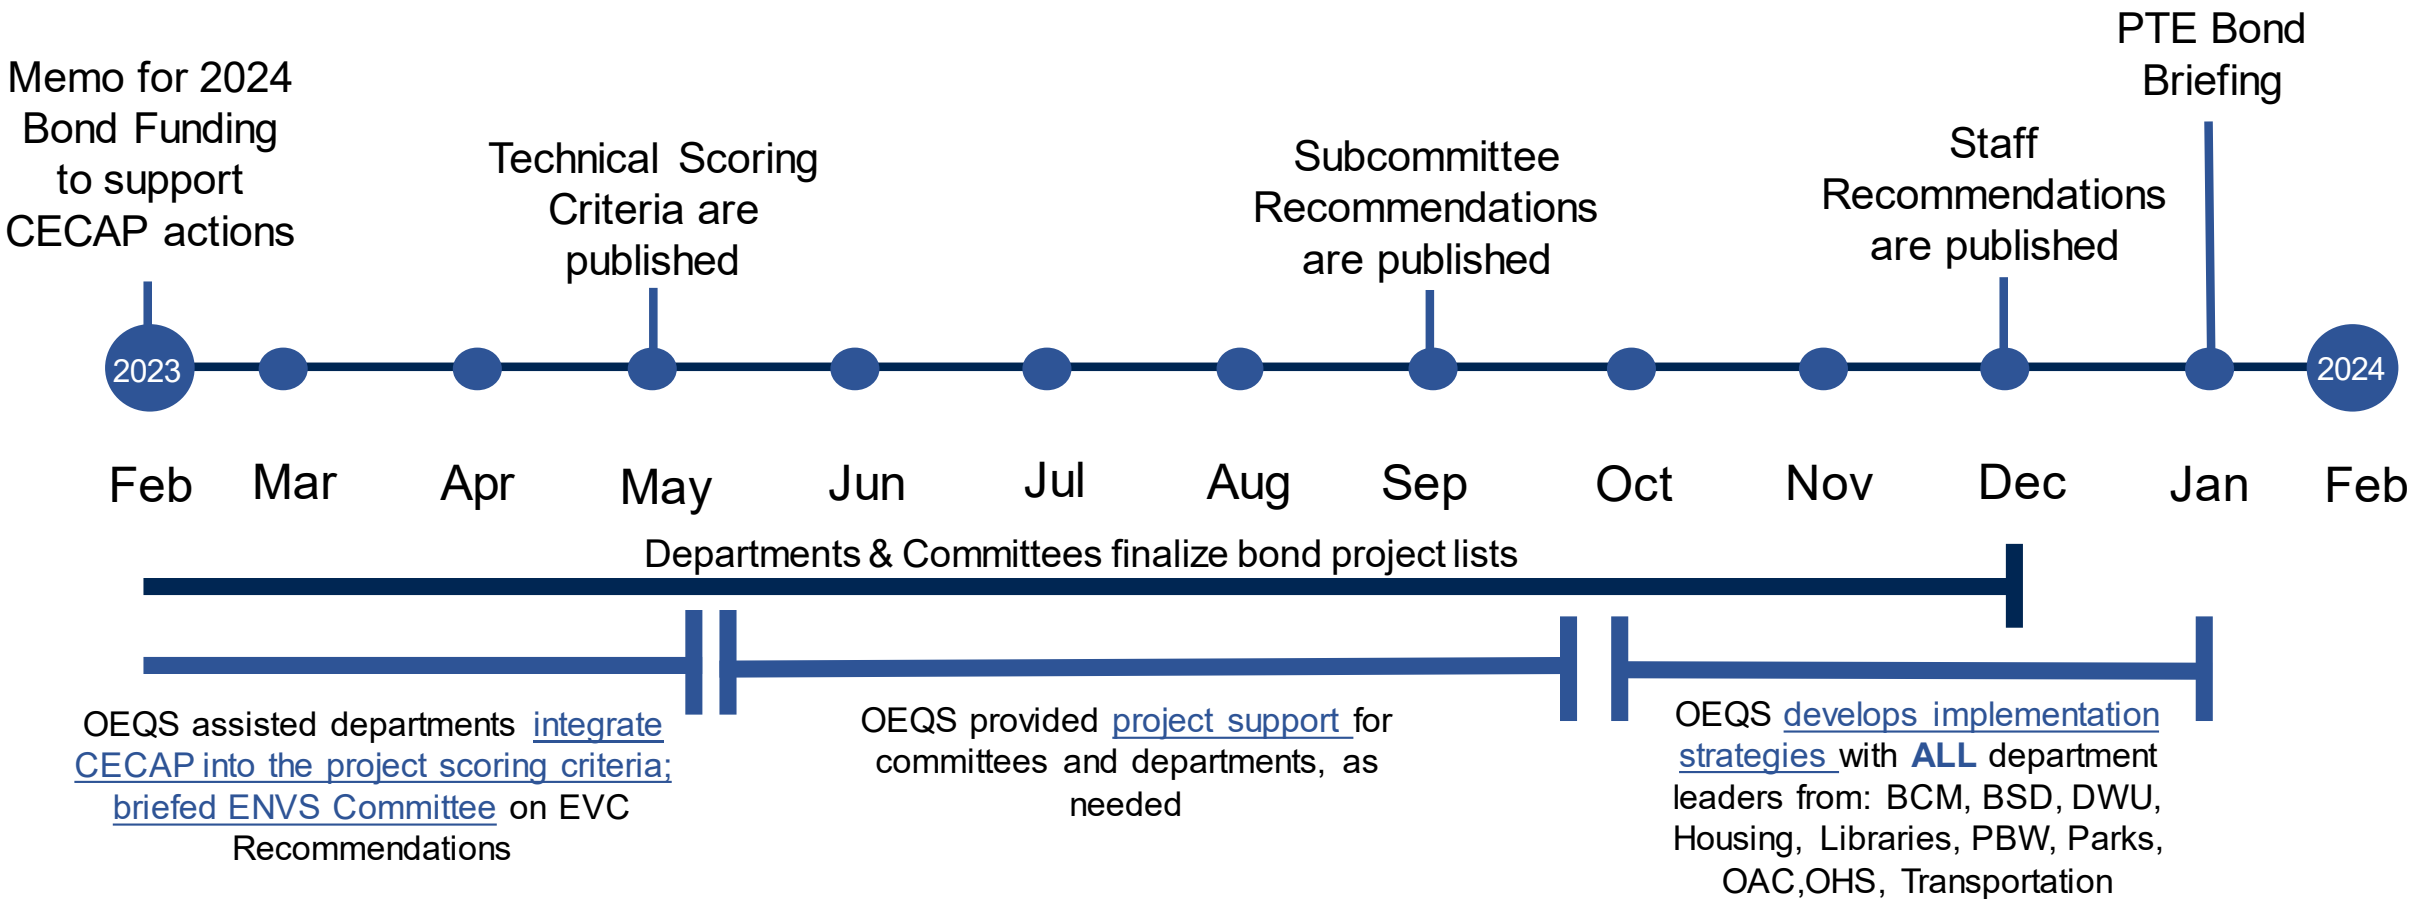 Memo for 2024
Bond Funding
to support
CECAP actions
Technical Scoring
Criteria are
published
Subcommittee
Recommendations
are published
Staff
Recommendations
are published
PTE Bond
Briefing
2023
2024
Feb
Mar
Apr
May
Jun
Jul
Aug
Sep
Oct
Nov
Dec
Jan
Feb
Departments & Committees finalize bond project lists
OEQS assisted departments integrate
CECAP into the project scoring criteria;
briefed ENVS Committee on EVC
Recommendations
OEQS provided project support for
committees and departments, as
needed
OEQS develops implementation
strategies with ALL department
leaders from: BCM, BSD, DWU,
Housing, Libraries, PBW, Parks,
OAC,OHS, Transportation